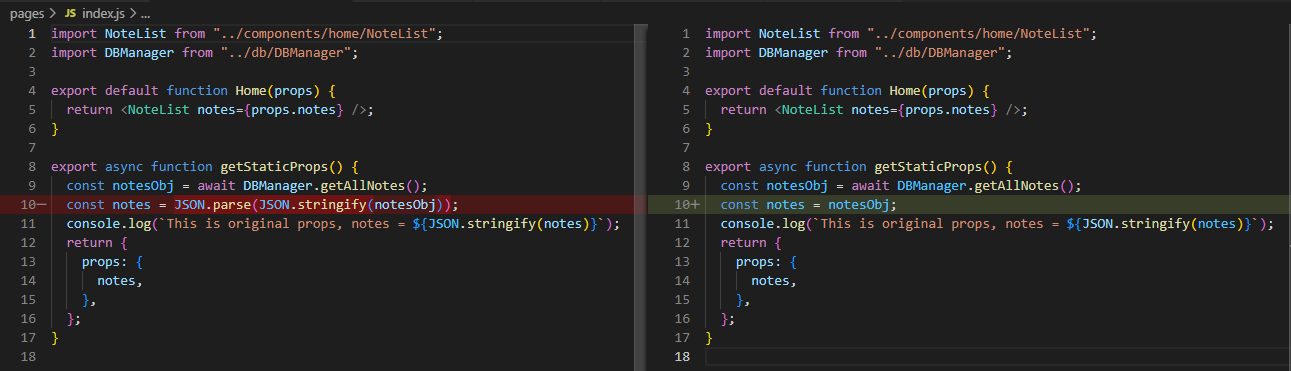 pages > JS index.js > ...
1 import NoteList from "../components/home/NoteList";
2 import DBManager from "../db/DBManager";
3
4 export default function Home(props) {
5   return <NoteList notes={props.notes} />;
6 }
7
8 export async function getStaticProps() {
9   const notesObj = await DBManager.getAllNotes();
10— const notes = JSON.parse(JSON.stringify(notesObj));
11   console.log(`This is original props, notes = ${JSON.stringify(notes)}`);
12   return {
13     props: {
14       notes,
15     },
16   };
17 }
18
1 import NoteList from "../components/home/NoteList";
2 import DBManager from "../db/DBManager";
3
4 export default function Home(props) {
5   return <NoteList notes={props.notes} />;
6 }
7
8 export async function getStaticProps() {
9   const notesObj = await DBManager.getAllNotes();
10+ const notes = notesObj;
11   console.log(`This is original props, notes = ${JSON.stringify(notes)}`);
12   return {
13     props: {
14       notes,
15     },
16   };
17 }
18